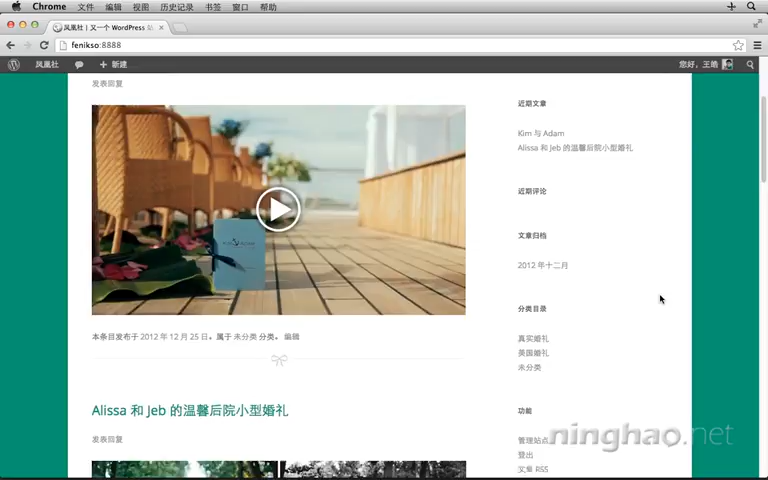 Chrome 文件 编辑 视图 历史记录 书签 窗口 帮助
凤凰社 | 又一个 WordPress 站
fenikso:8888
凤凰社 新建 您好，王皓
发表回复
近期文章
Kim 与 Adam
Alissa 和 Jeb 的温馨后院小型婚礼
近期评论
文章归档
2012 年十二月
分类目录
真实婚礼
英国婚礼
未分类
本条目发布于 2012 年 12 月 25 日。属于 未分类 分类。 编辑
Alissa 和 Jeb 的温馨后院小型婚礼
发表回复
功能
管理站点
登出
文章 RSS
ninghao.net